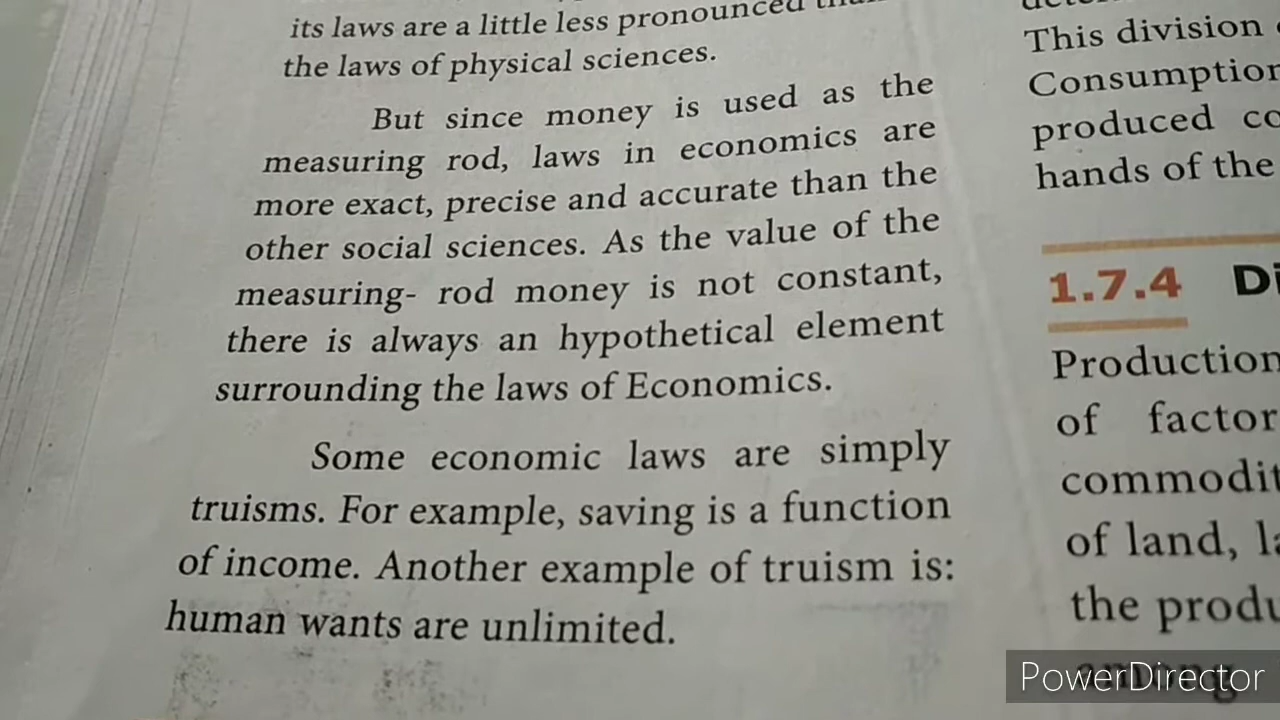 its laws are a little less pronounced
the laws of physical sciences.
But since money is used as the
measuring rod, laws in economics are
more exact, precise and accurate than the
other social sciences. As the value of the
measuring- rod money is not constant,
there is always an hypothetical element
surrounding the laws of Economics.
Some economic laws are simply
truisms. For example, saving is a function
of income. Another example of truism is:
human wants are unlimited.
This division
Consumption
produced
hands of the
1.7.4
Production
of factor
commodit
of land,
the produ
among
PowerDirector